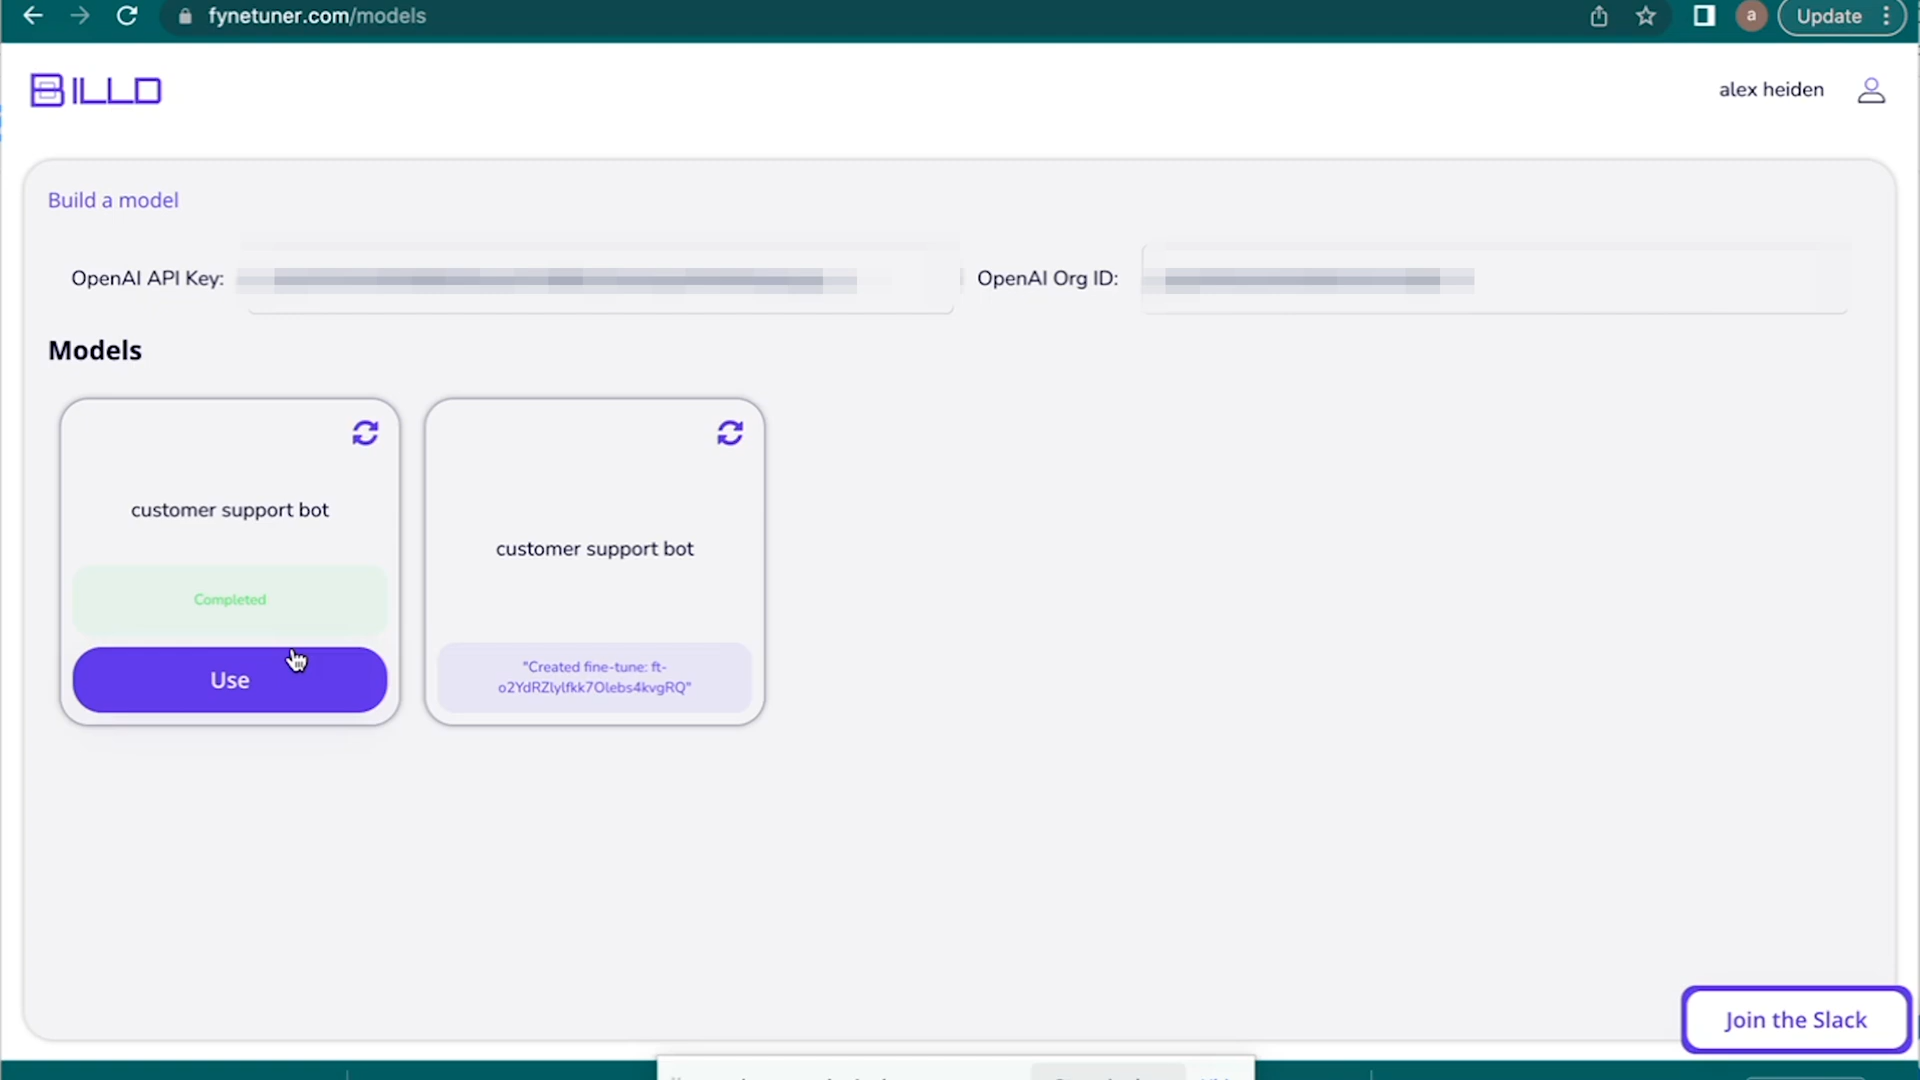 fynetuner.com/models
a
Update
BILLD
alex heiden
Build a model
OpenAI API Key:
OpenAI Org ID:
Models
customer support bot
Completed
Use
customer support bot
"Created fine-tune: ft-
o2YdRZlylfkk7Olebs4kvgRQ"
Join the Slack